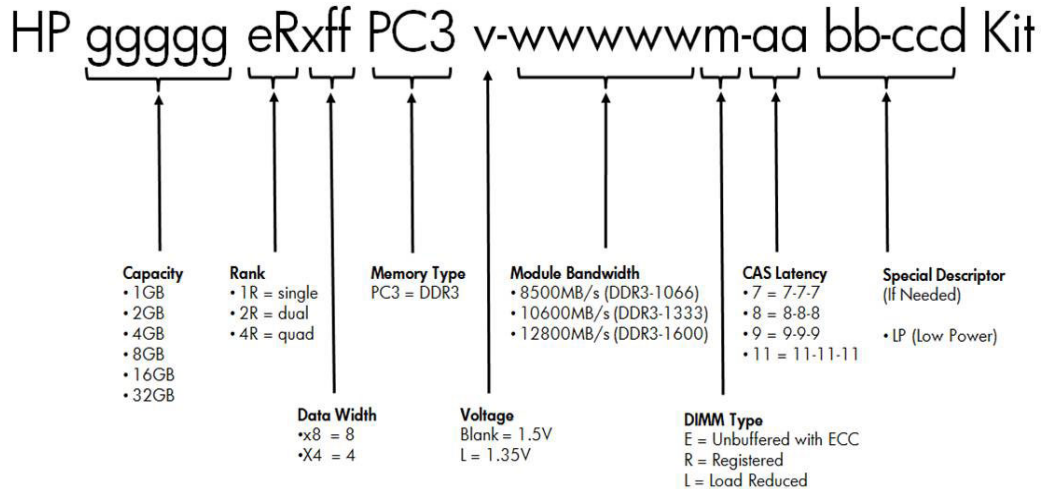 HP ggggg eRxff PC3 v-wwwwwm-aa bb-ccd Kit
Capacity
• 1GB
• 2GB
• 4GB
• 8GB
• 16GB
• 32GB
Rank
• 1R = single
• 2R = dual
• 4R = quad
Memory Type
PC3 = DDR3
Module Bandwidth
• 8500MB/s (DDR3-1066)
• 10600MB/s (DDR3-1333)
• 12800MB/s (DDR3-1600)
CAS Latency
• 7 = 7-7-7
• 8 = 8-8-8
• 9 = 9-9-9
• 11 = 11-11-11
Special Descriptor
(If Needed)
• LP (Low Power)
Data Width
•x8 = 8
•X4 = 4
Voltage
Blank = 1.5V
L = 1.35V
DIMM Type
E = Unbuffered with ECC
R = Registered
L = Load Reduced